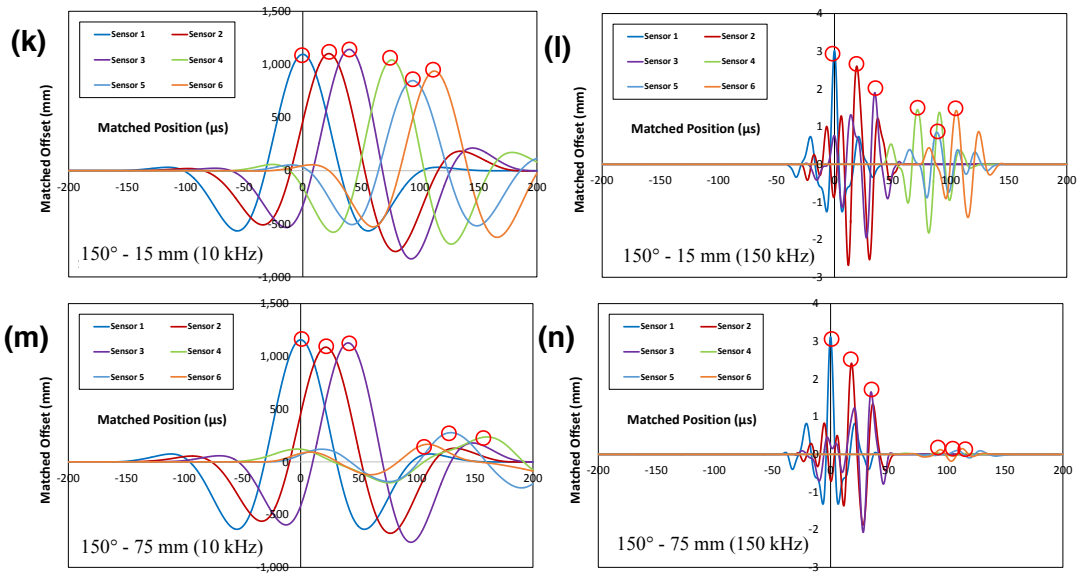 (k)
Matched Offset (mm)
1,500
1,000
500
0
-500
-1,000
Sensor 1 Sensor 2
Sensor 3 Sensor 4
Sensor 5 Sensor 6
Matched Position (µs)
-200 -150 -100 -50 0 50 100 150 200
150° - 15 mm (10 kHz)
(l)
Matched Offset (mm)
4
3
2
1
0
-1
-2
-3
Sensor 1 Sensor 2
Sensor 3 Sensor 4
Sensor 5 Sensor 6
Matched Position (µs)
-200 -150 -100 -50 0 50 100 150 200
150° - 15 mm (150 kHz)
(m)
Matched Offset (mm)
1,500
1,000
500
0
-500
-1,000
Sensor 1 Sensor 2
Sensor 3 Sensor 4
Sensor 5 Sensor 6
Matched Position (µs)
-200 -150 -100 -50 0 50 100 150 200
150° - 75 mm (10 kHz)
(n)
Matched Offset (mm)
4
3
2
1
0
-1
-2
-3
Sensor 1 Sensor 2
Sensor 3 Sensor 4
Sensor 5 Sensor 6
Matched Position (µs)
-200 -150 -100 -50 0 50 100 150 200
150° - 75 mm (150 kHz)